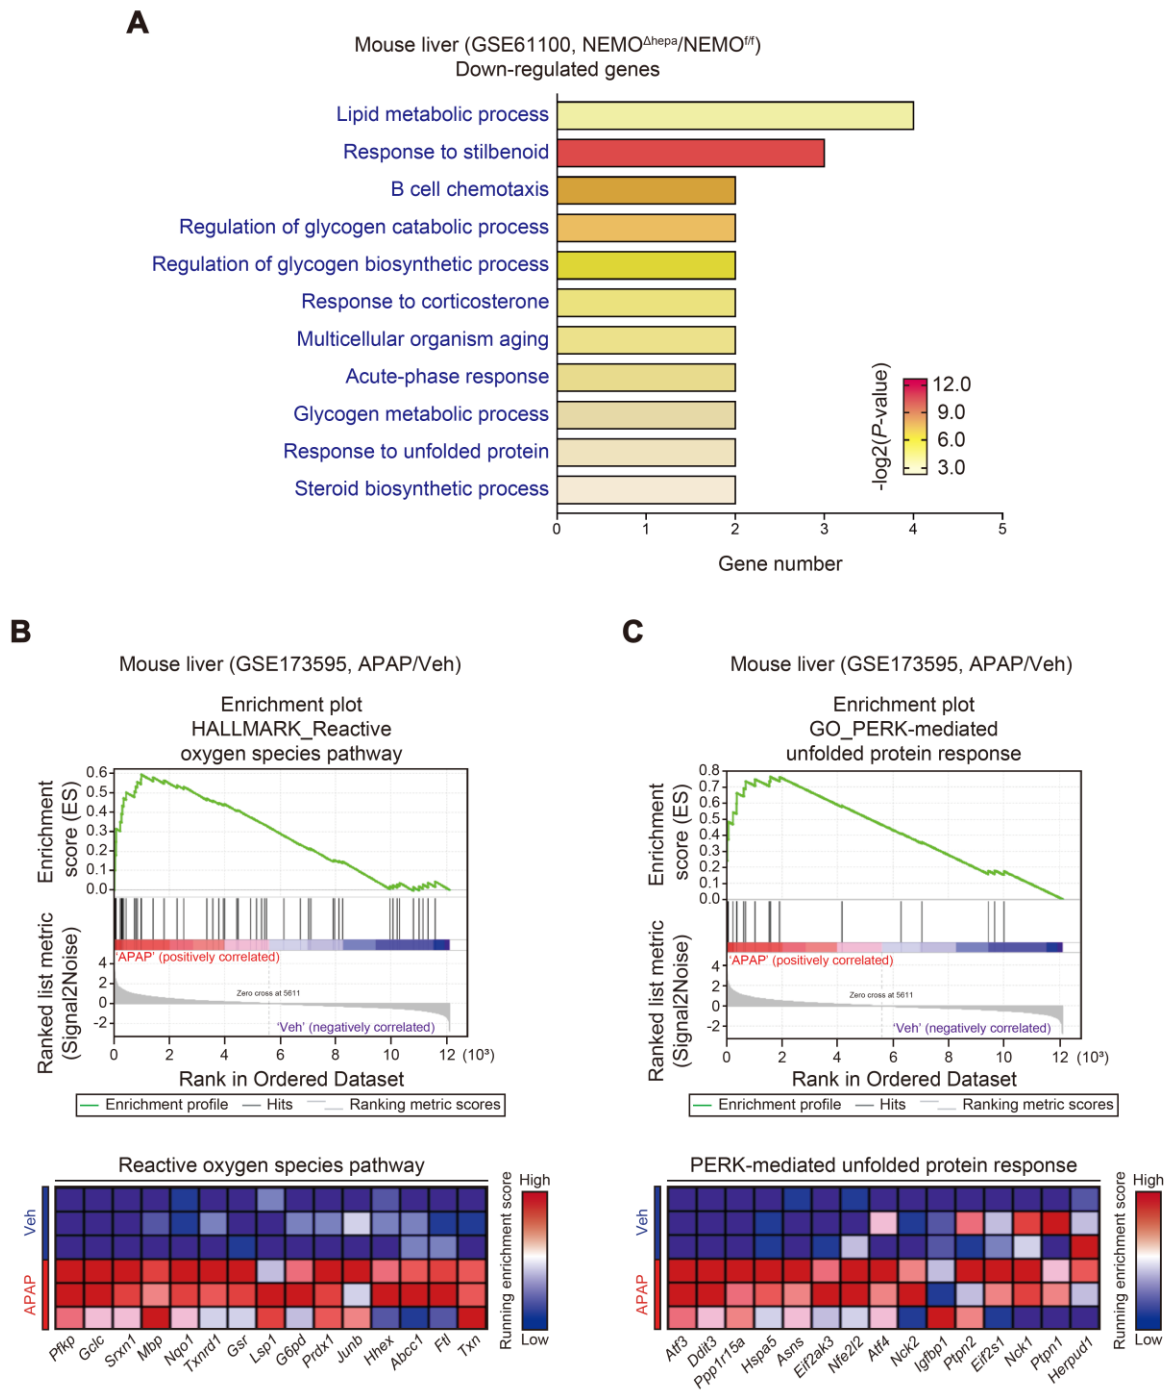 A
Mouse liver (GSE61100, NEMOΔhepa/NEMOf/f)
Down-regulated genes
Lipid metabolic process
Response to stilbenoid
B cell chemotaxis
Regulation of glycogen catabolic process
Regulation of glycogen biosynthetic process
Response to corticosterone
Multicellular organism aging
Acute-phase response
Glycogen metabolic process
Response to unfolded protein
Steroid biosynthetic process
-log2(P-value)
12.0
9.0
6.0
3.0
0 1 2 3 4 5
Gene number
B
Mouse liver (GSE173595, APAP/Veh)
Enrichment plot
HALLMARK_Reactive
oxygen species pathway
Enrichment
score (ES)
0.6
0.5
0.4
0.3
0.2
0.1
0.0
'APAP' (positively correlated)
Ranked list metric
(Signal2Noise)
4
2
0
-2
Zero cross at 5611
'Veh' (negatively correlated)
0 2 4 6 8 10 12 (10³)
Rank in Ordered Dataset
Enrichment profile Hits Ranking metric scores
Reactive oxygen species pathway
Veh
APAP
High
Running enrichment score
Low
Pfkp Gclc Srxn1 Mbp Nqo1 Txnrd1 Gsr Lsp1 G6pd Prdx1 Junb Hhex Abcc1 Ftl Txn
C
Mouse liver (GSE173595, APAP/Veh)
Enrichment plot
GO_PERK-mediated
unfolded protein response
Enrichment
score (ES)
0.8
0.7
0.6
0.5
0.4
0.3
0.2
0.1
0.0
'APAP' (positively correlated)
Ranked list metric
(Signal2Noise)
4
2
0
-2
Zero cross at 5611
'Veh' (negatively correlated)
0 2 4 6 8 10 12 (10³)
Rank in Ordered Dataset
Enrichment profile Hits Ranking metric scores
PERK-mediated unfolded protein response
Veh
APAP
High
Running enrichment score
Low
Atf3 Ddit3 Ppp1r15a Hspa5 Asns Eif2ak3 Nfe2l2 Atf4 Nck2 Igfbp1 Ptpn2 Eif2s1 Nck1 Ptpn1 Herpud1